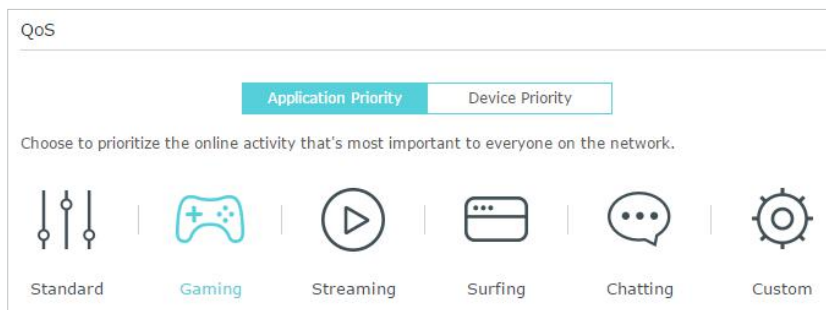 QoS
Application Priority Device Priority
Choose to prioritize the online activity that's most important to everyone on the network.
Standard Gaming Streaming Surfing Chatting Custom